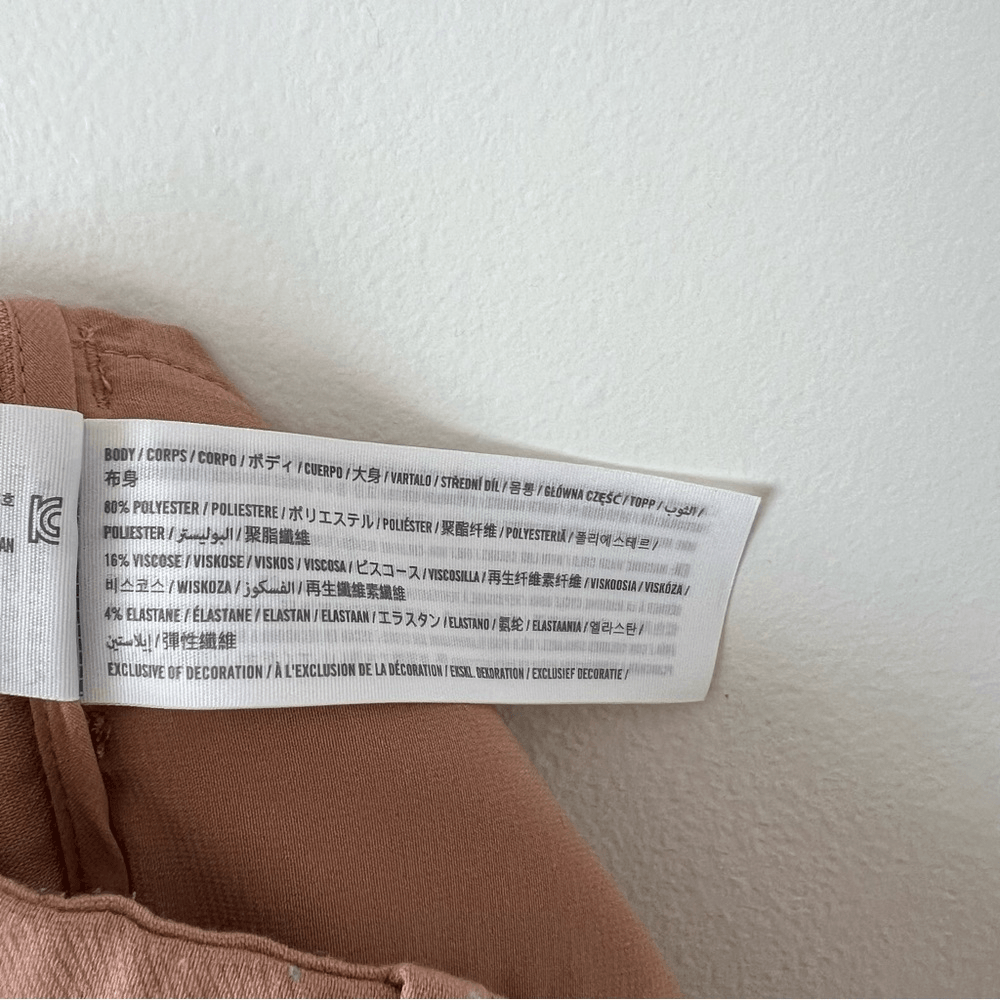 호
AN
BODY / CORPS / CORPO / ボディ / CUERPO / 大身 / VARTALO / STŘEDNÍ DÍL / 몸통 / GŁÓWNA CZĘŚĆ / TOPP / الثوب /
布身
80% POLYESTER / POLIESTERE / ポリエステル / POLIÉSTER / 聚酯纤维 / POLYESTERIÄ / 폴리에스테르 /
POLIESTER / البوليستر / 聚脂纖維
16% VISCOSE / VISKOSE / VISKOS / VISCOSA / ビスコース / VISCOSILLA / 再生纤维素纤维 / VISKOOSIA / VISKÓZA /
비스코스 / WISKOZA / الفسكوز / 再生纖維素纖維
4% ELASTANE / ÉLASTANE / ELASTAN / ELASTAAN / エラスタン / ELASTANO / 氨纶 / ELASTAANIA / 엘라스탄 /
إيلاستين / 彈性纖維
EXCLUSIVE OF DECORATION / À L'EXCLUSION DE LA DÉCORATION / EKSKL. DEKORATION / EXCLUSIEF DECORATIE /